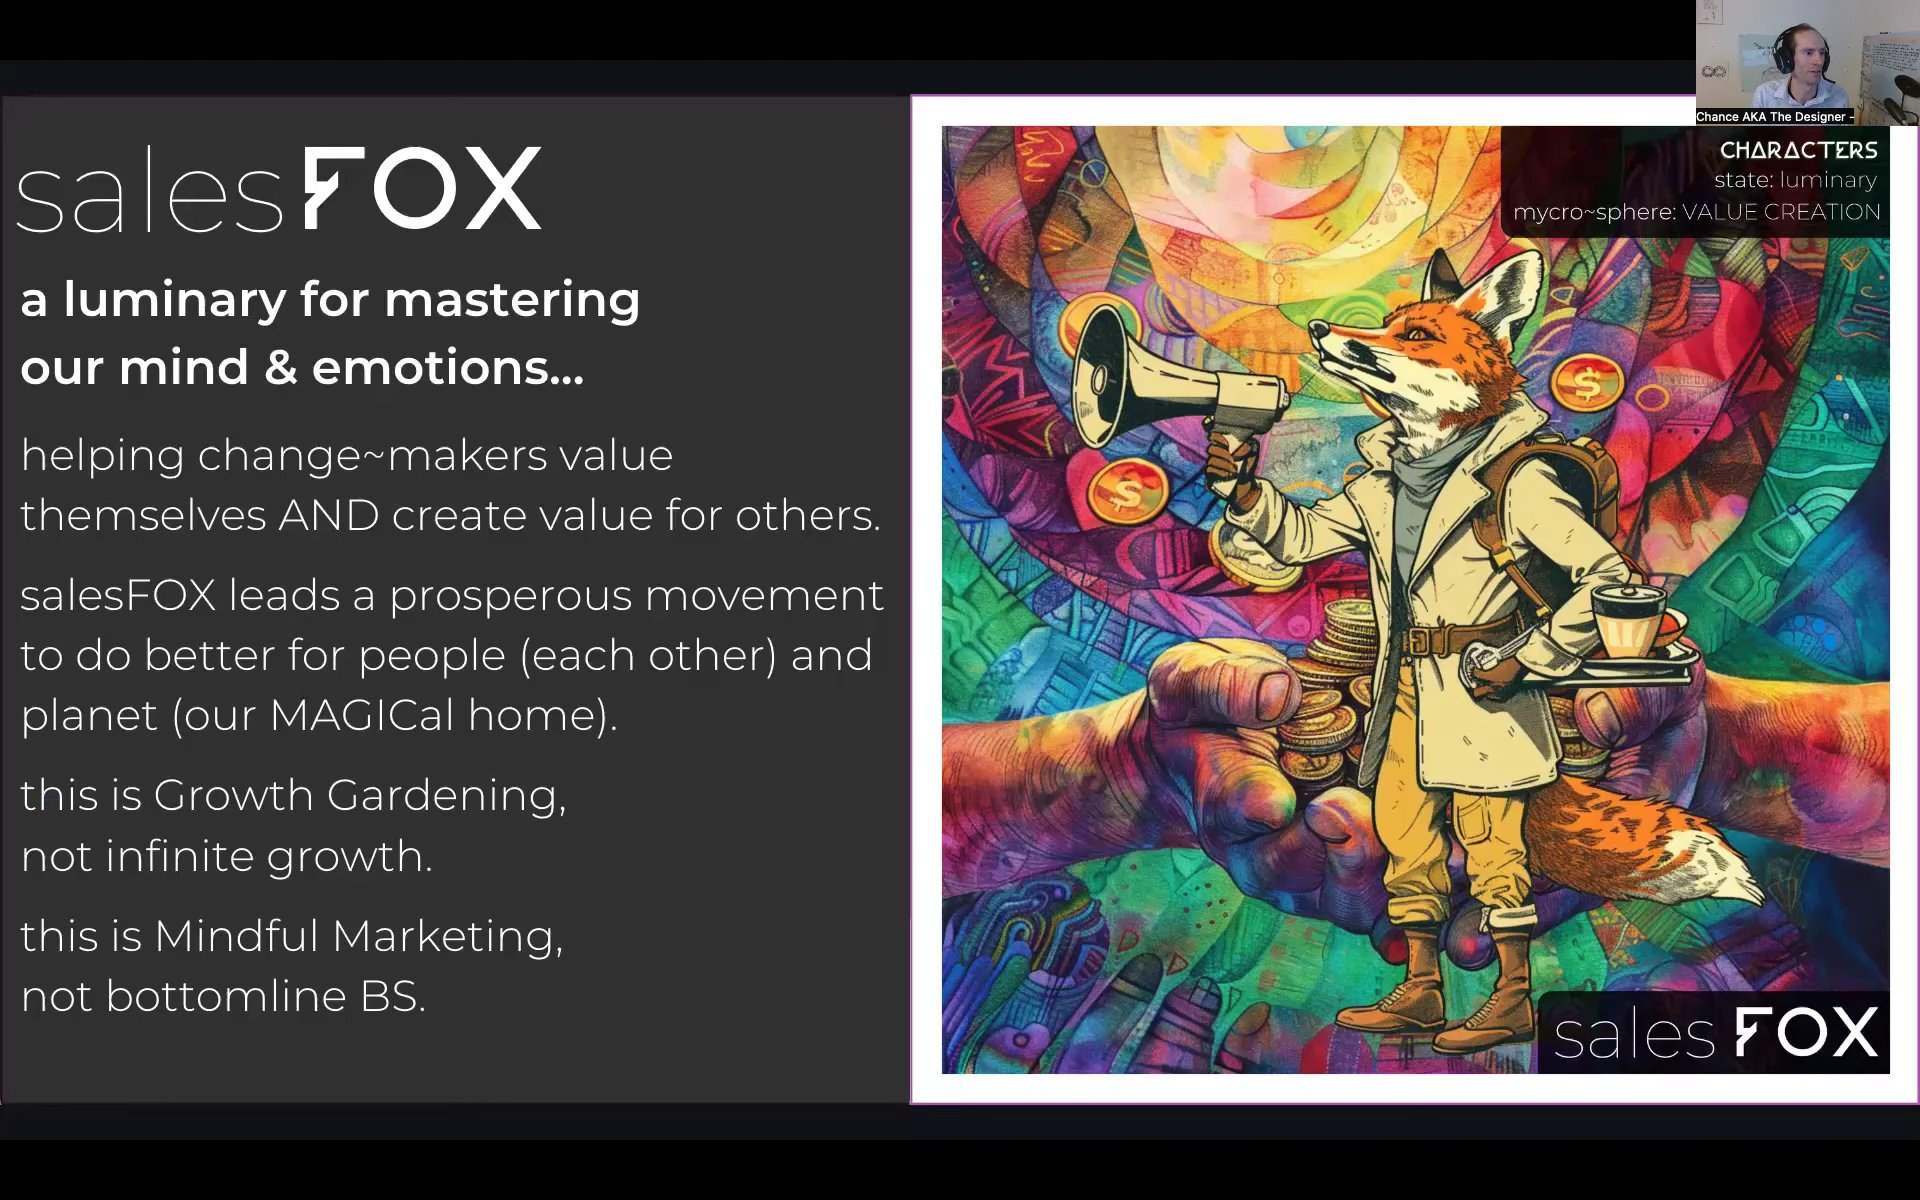 Chance AKA The Designer -
salesFOX
a luminary for mastering
our mind & emotions...
helping change~makers value
themselves AND create value for others.
salesFOX leads a prosperous movement
to do better for people (each other) and
planet (our MAGICal home).
this is Growth Gardening,
not infinite growth.
this is Mindful Marketing,
not bottomline BS.
CHARACTERS
state: luminary
mycro~sphere: VALUE CREATION
$
$
sales FOX